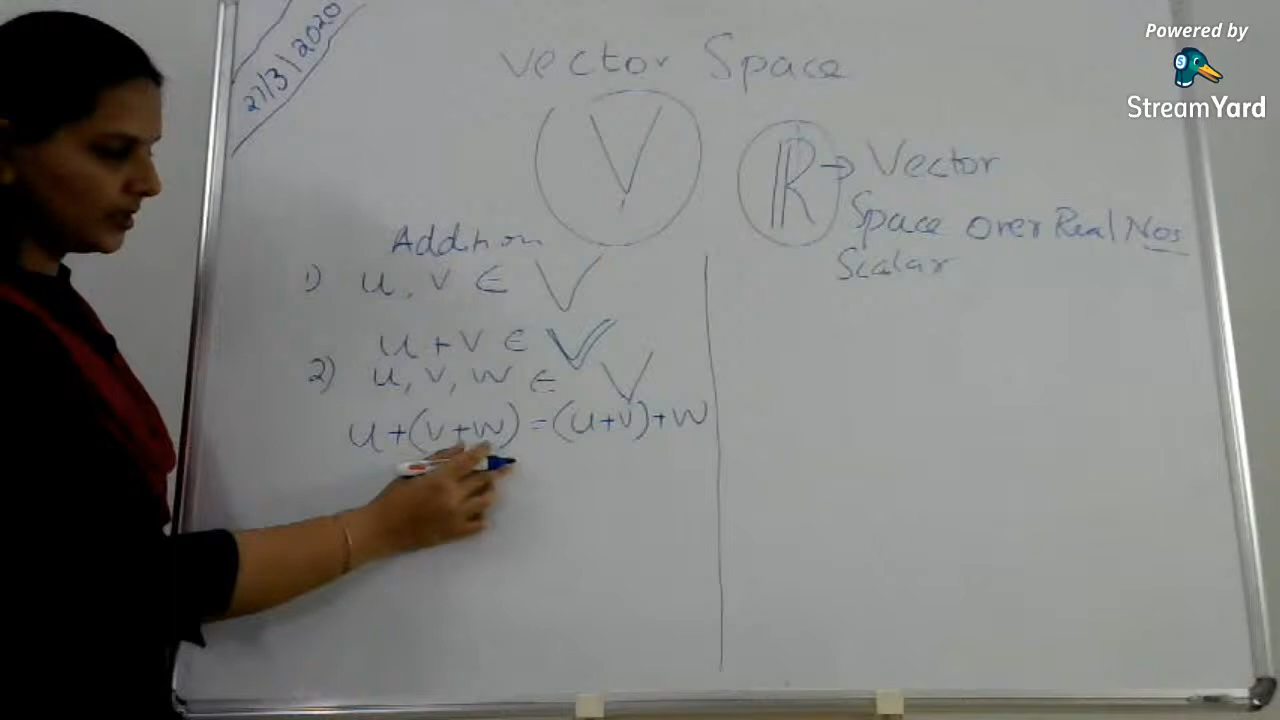 27/3/2020
Powered by
StreamYard
Vector Space
V
ℝ → Vector
Space over Real Nos
Scalar
Addition
1) u, v ∈ V
u + v ∈ V
2) u, v, w ∈ V
u + (v + w) = (u + v) + w